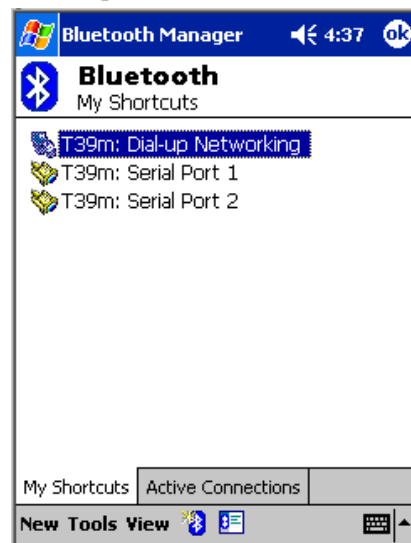 Bluetooth Manager 4:37 ok
Bluetooth
My Shortcuts
T39m: Dial-up Networking
T39m: Serial Port 1
T39m: Serial Port 2
My Shortcuts Active Connections
New Tools View